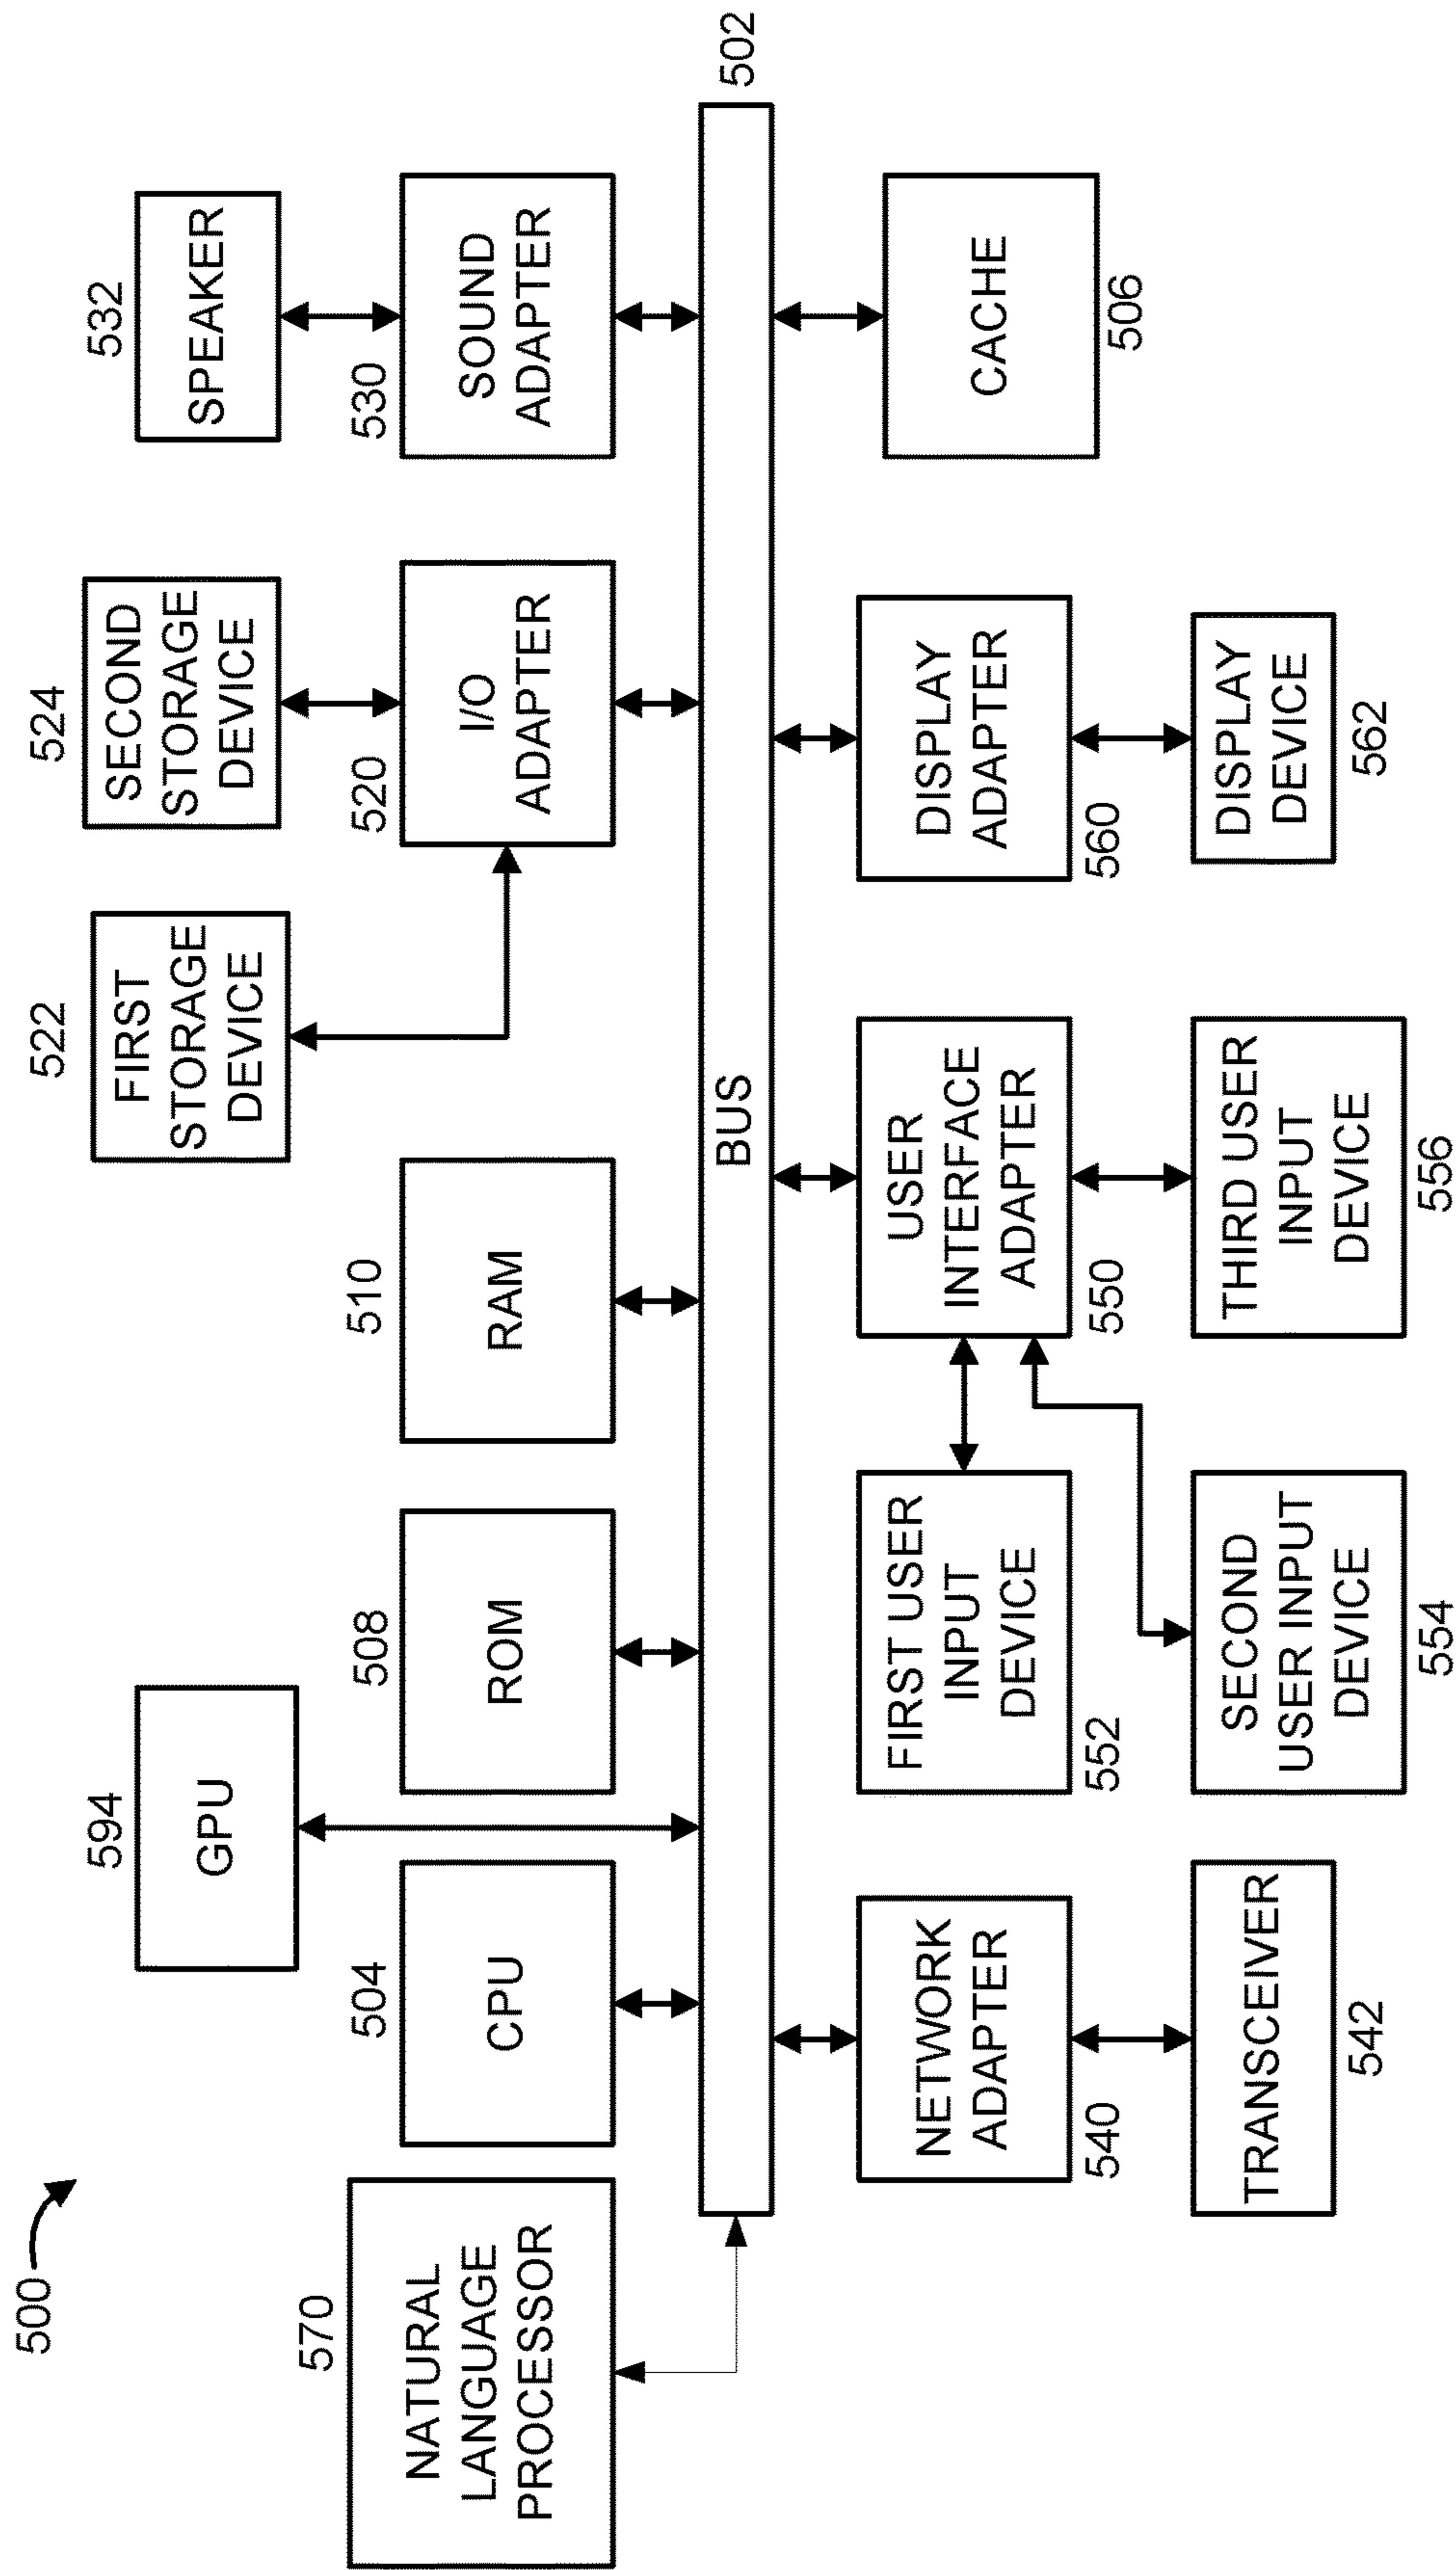 500
570
NATURAL
LANGUAGE
PROCESSOR
504
CPU
594
GPU
508
ROM
510
RAM
522
FIRST
STORAGE
DEVICE
524
SECOND
STORAGE
DEVICE
520
I/O
ADAPTER
532
SPEAKER
530
SOUND
ADAPTER
BUS
502
NETWORK
ADAPTER
540
TRANSCEIVER
542
FIRST USER
INPUT
DEVICE
552
SECOND
USER INPUT
DEVICE
554
USER
INTERFACE
ADAPTER
550
THIRD USER
INPUT
DEVICE
556
DISPLAY
ADAPTER
560
DISPLAY
DEVICE
562
CACHE
506